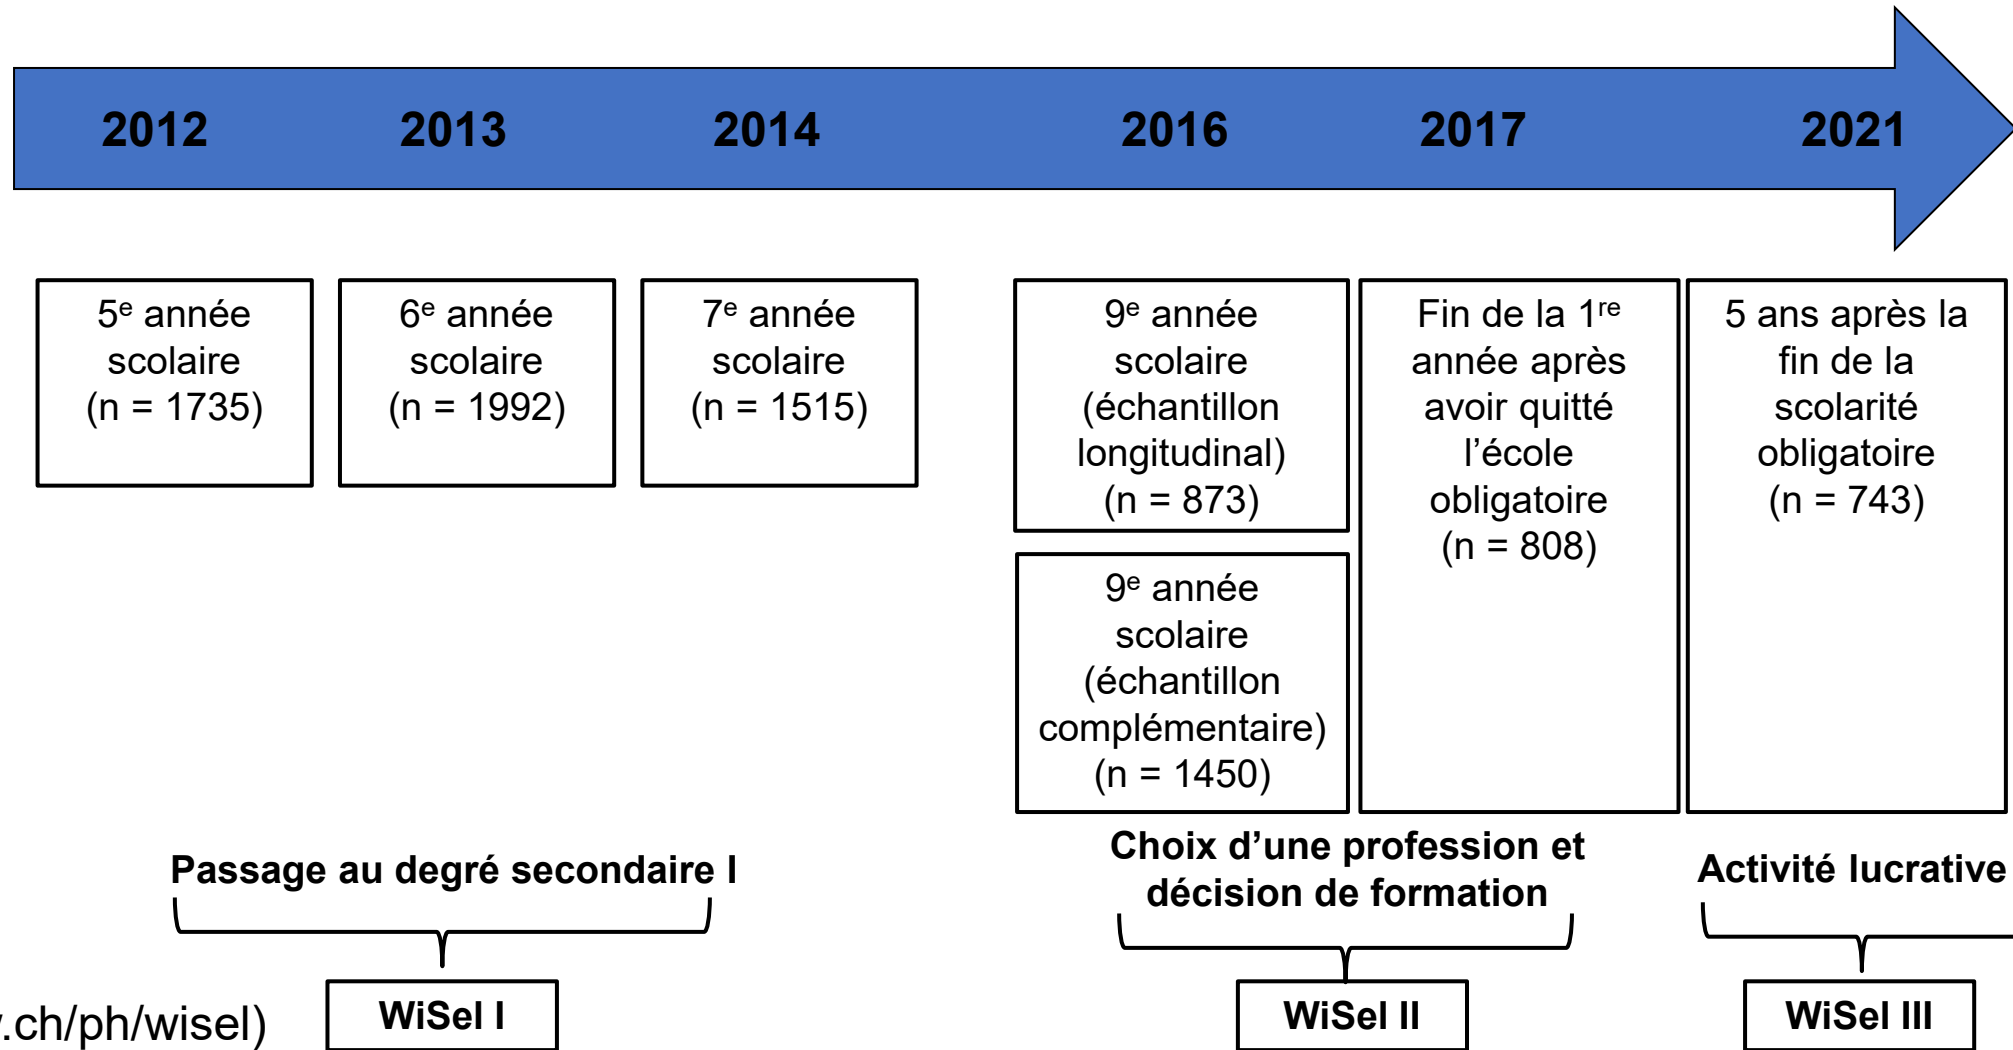 2012 2013 2014 2016 2017 2021
5e année
scolaire
(n = 1735)
6e année
scolaire
(n = 1992)
7e année
scolaire
(n = 1515)
9e année
scolaire
(échantillon
longitudinal)
(n = 873)
9e année
scolaire
(échantillon
complémentaire)
(n = 1450)
Fin de la 1re
année après
avoir quitté
l’école
obligatoire
(n = 808)
5 ans après la
fin de la
scolarité
obligatoire
(n = 743)
Passage au degré secondaire I
Choix d’une profession et
décision de formation
Activité lucrative
WiSel I
WiSel II
WiSel III
.ch/ph/wisel)